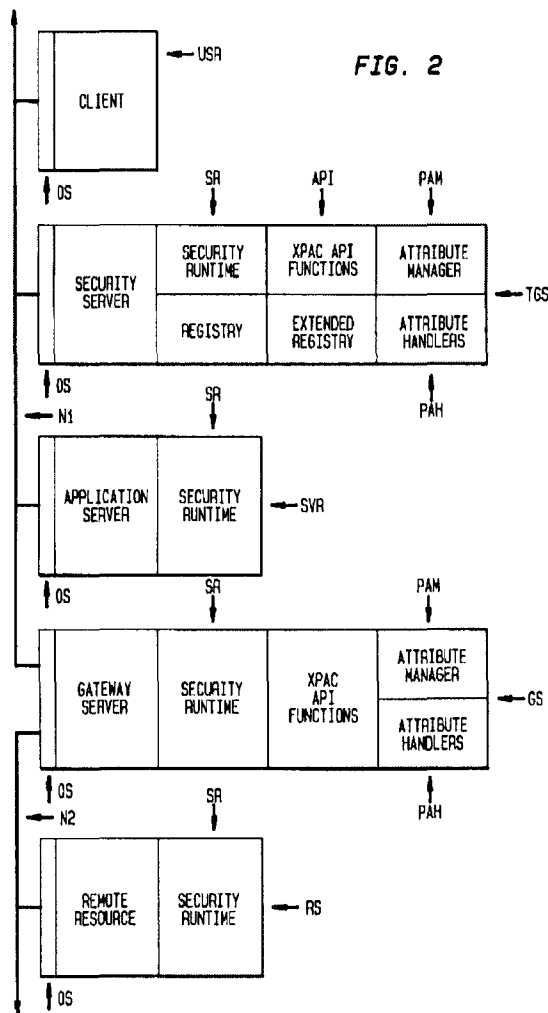 FIG. 2
USR
CLIENT
OS
SR API PAM
SECURITY SERVER
SECURITY RUNTIME
XPAC API FUNCTIONS
ATTRIBUTE MANAGER
TGS
REGISTRY
EXTENDED REGISTRY
ATTRIBUTE HANDLERS
OS
N1
SR
PAH
APPLICATION SERVER
SECURITY RUNTIME
SVR
OS
SR
PAM
GATEWAY SERVER
SECURITY RUNTIME
XPAC API FUNCTIONS
ATTRIBUTE MANAGER
GS
ATTRIBUTE HANDLERS
OS
N2
SR
PAH
REMOTE RESOURCE
SECURITY RUNTIME
RS
OS